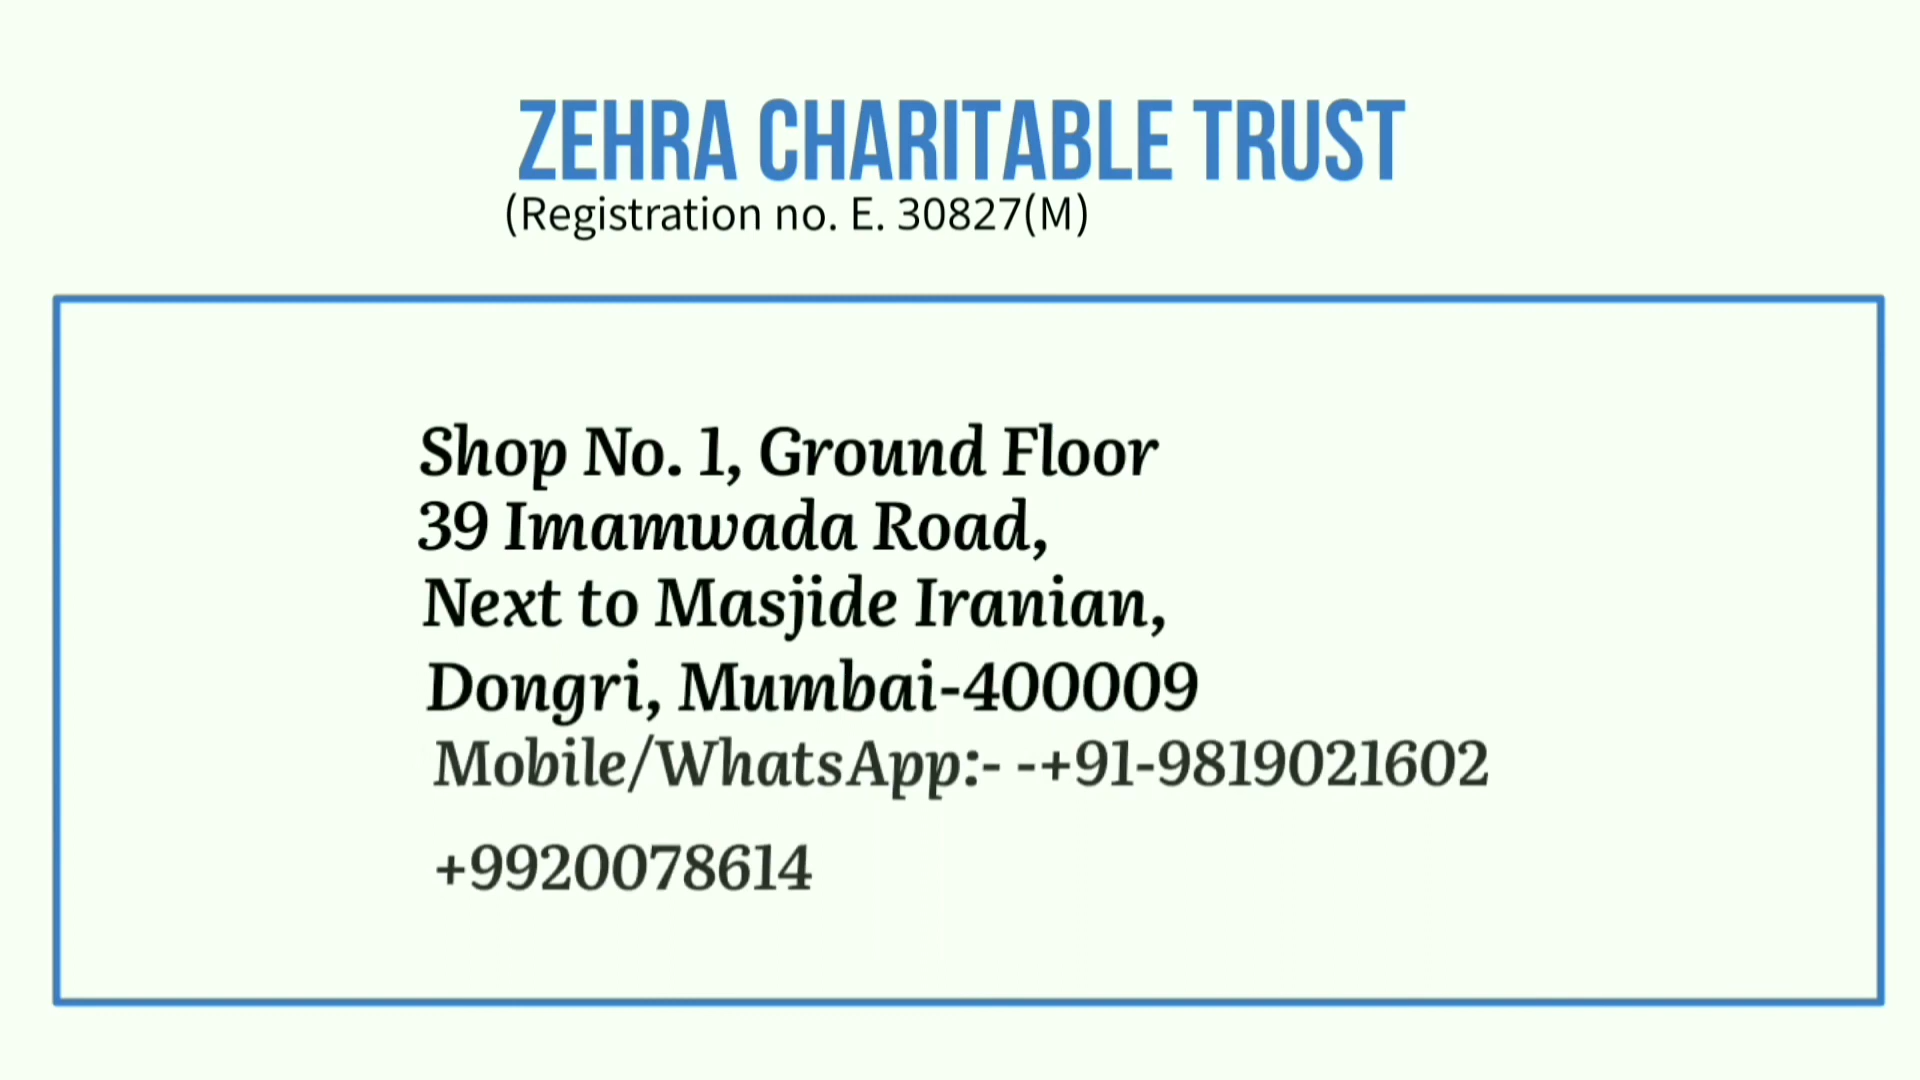 ZEHRA CHARITABLE TRUST
(Registration no. E. 30827(M)
Shop No. 1, Ground Floor
39 Imamwada Road,
Next to Masjide Iranian,
Dongri, Mumbai-400009
Mobile/WhatsApp:- -+91-9819021602
+9920078614